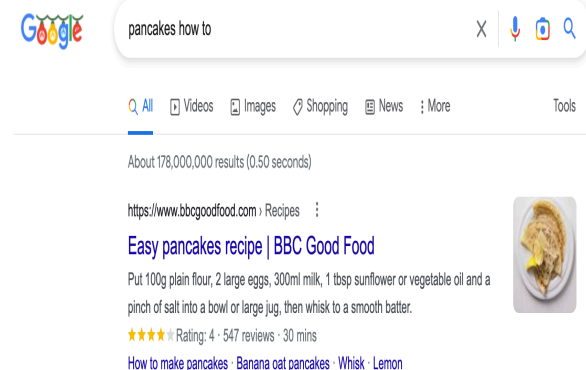 Google
pancakes how to
All Videos Images Shopping News More Tools
About 178,000,000 results (0.50 seconds)
https://www.bbcgoodfood.com › Recipes
Easy pancakes recipe | BBC Good Food
Put 100g plain flour, 2 large eggs, 300ml milk, 1 tbsp sunflower or vegetable oil and a
pinch of salt into a bowl or large jug, then whisk to a smooth batter.
Rating: 4 · 547 reviews · 30 mins
How to make pancakes · Banana oat pancakes · Whisk · Lemon